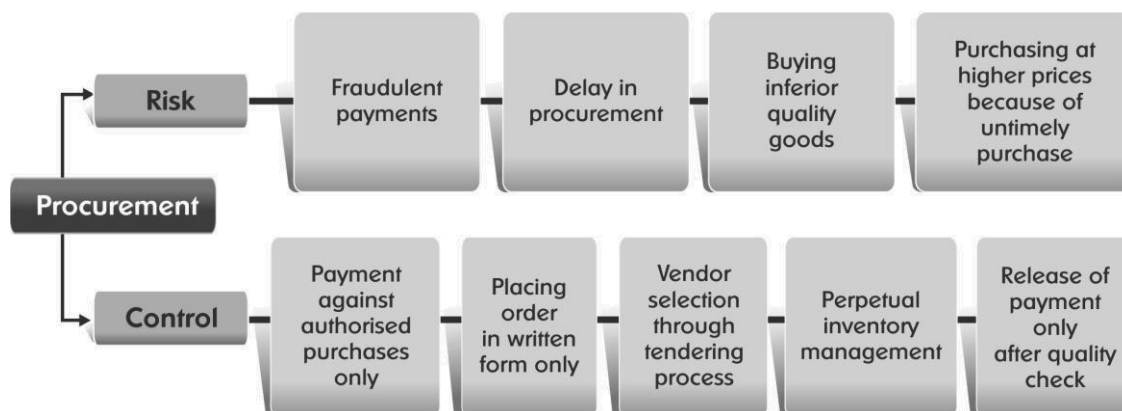 Risk
Fraudulent
payments
Delay in
procurement
Buying
inferior
quality
goods
Purchasing at
higher prices
because of
untimely
purchase
Procurement
Control
Payment
against
authorised
purchases
only
Placing
order
in written
form only
Vendor
selection
through
tendering
process
Perpetual
inventory
management
Release of
payment
only
after quality
check